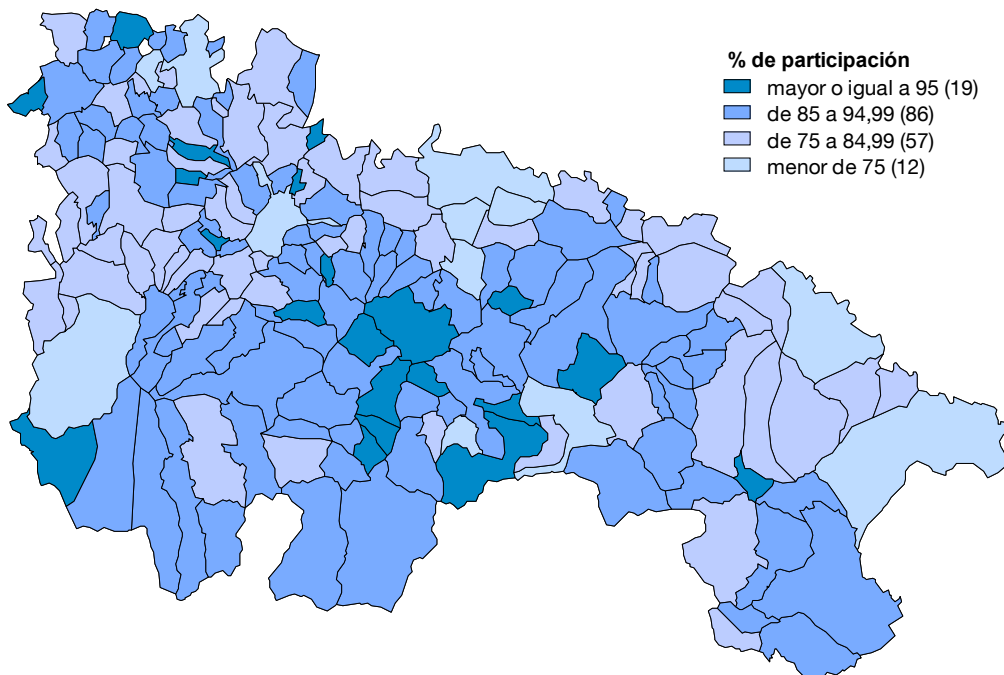 % de participación
mayor o igual a 95 (19)
de 85 a 94,99 (86)
de 75 a 84,99 (57)
menor de 75 (12)